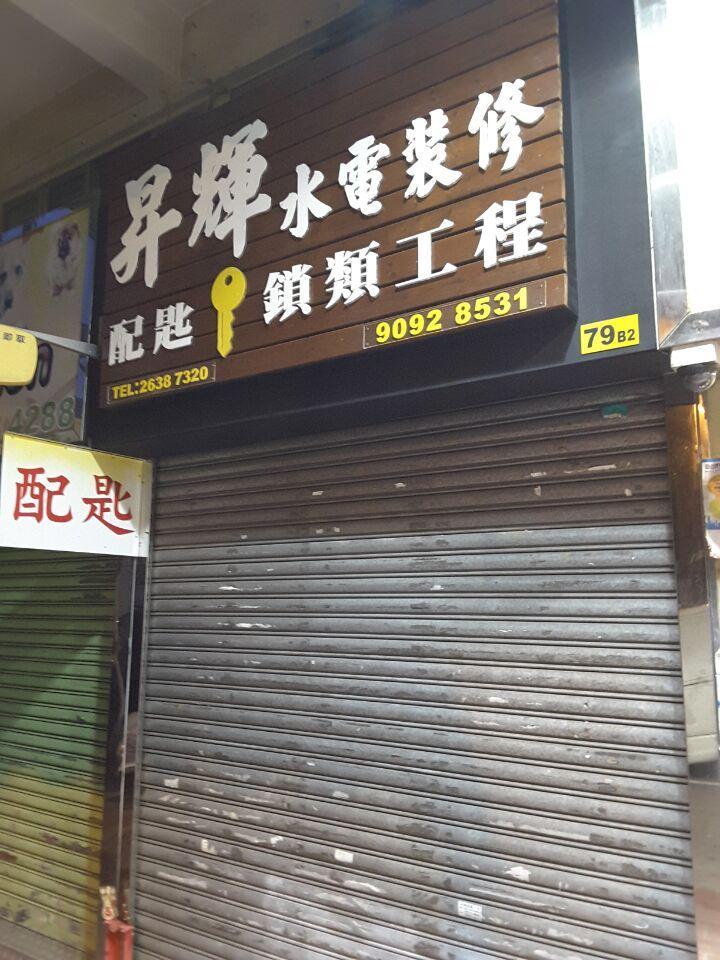 昇輝水電裝修
配匙 鎖類工程
TEL:2638 7320
9092 8531
79B2
4288
配匙